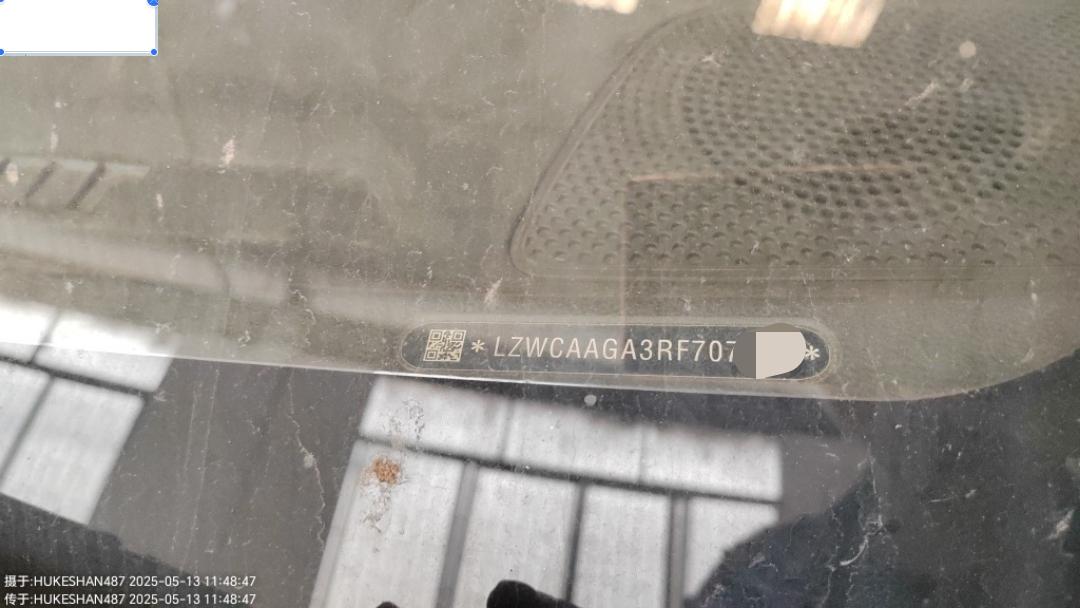 *LZWCAAGA3RF707*
摄于:HUKESHAN487 2025-05-13 11:48:47
传于:HUKESHAN487 2025-05-13 11:48:47